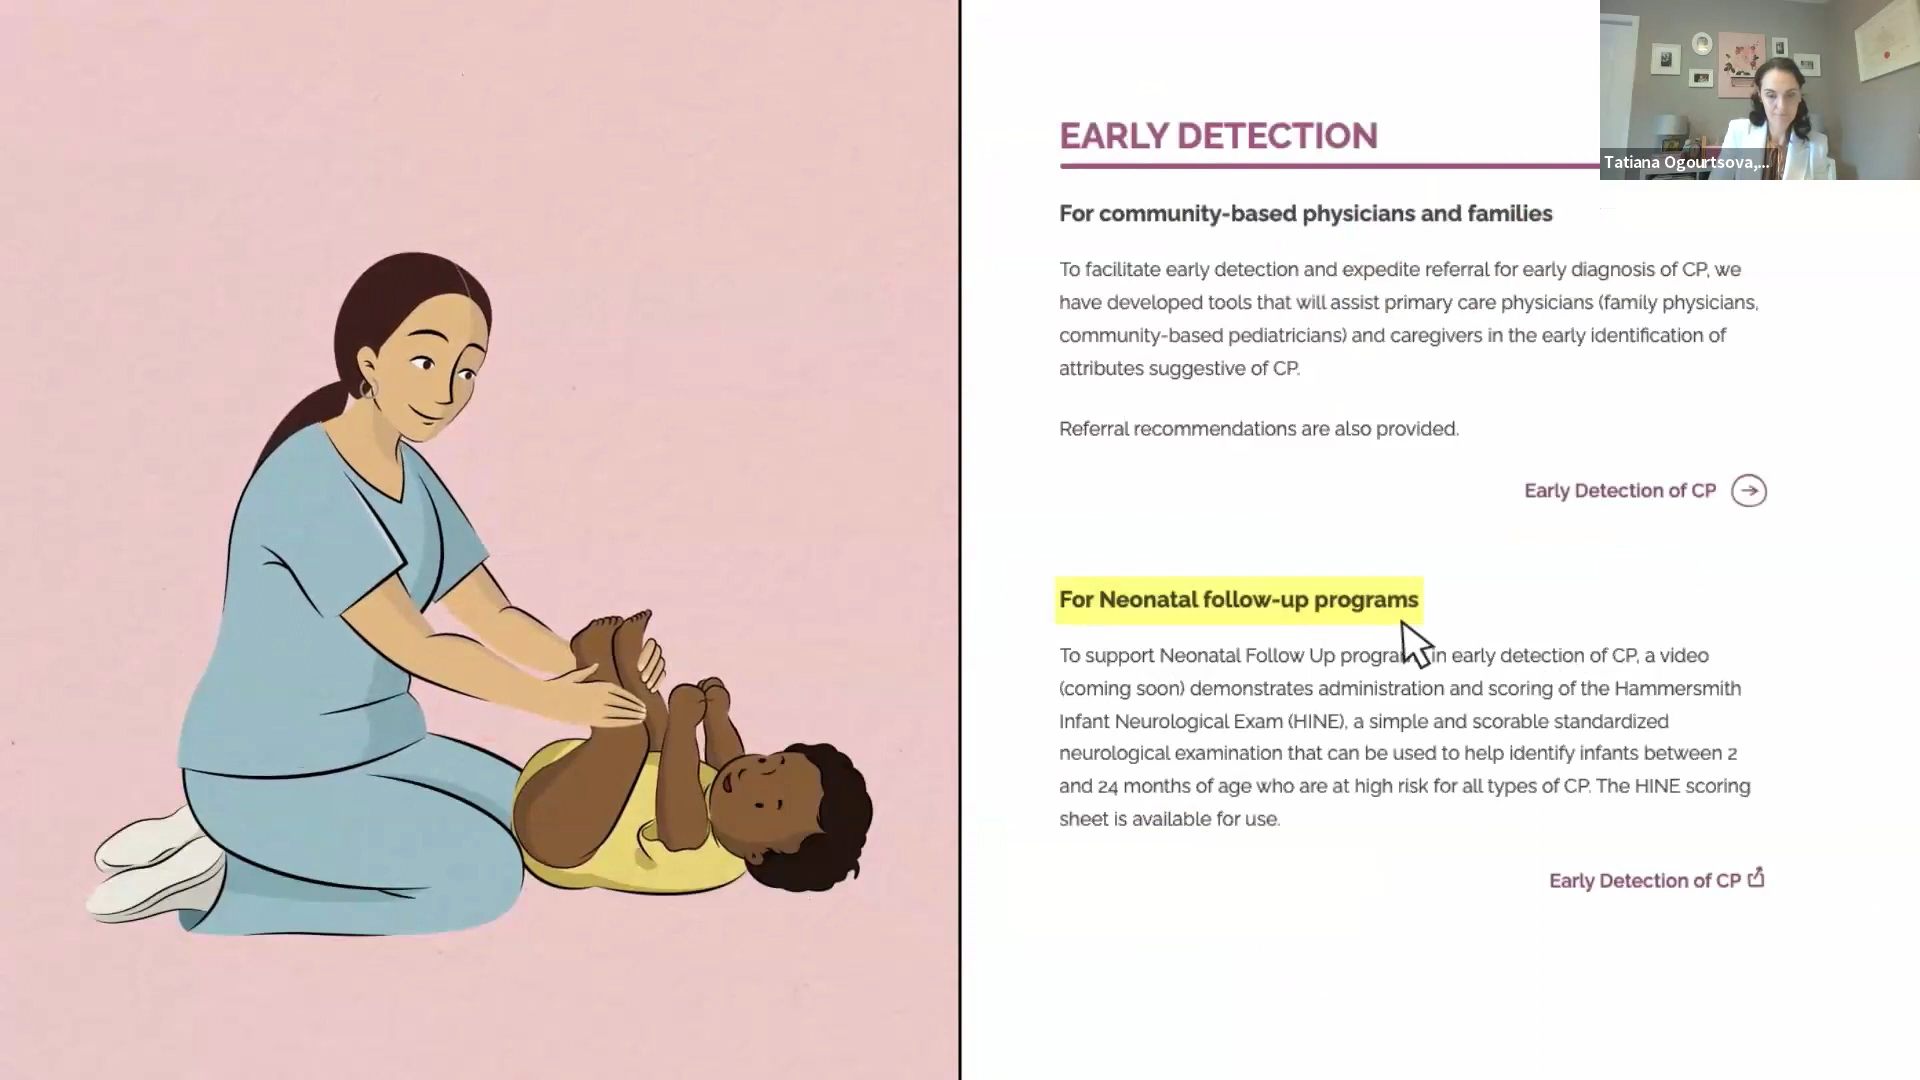 EARLY DETECTION
Tatiana Ogourtsova,...
For community-based physicians and families
To facilitate early detection and expedite referral for early diagnosis of CP, we
have developed tools that will assist primary care physicians (family physicians,
community-based pediatricians) and caregivers in the early identification of
attributes suggestive of CP.
Referral recommendations are also provided.
Early Detection of CP
For Neonatal follow-up programs
To support Neonatal Follow Up in early detection of CP, a video
(coming soon) demonstrates administration and scoring of the Hammersmith
Infant Neurological Exam (HINE), a simple and scorable standardized
neurological examination that can be used to help identify infants between 2
and 24 months of age who are at high risk for all types of CP. The HINE scoring
sheet is available for use.
Early Detection of CP